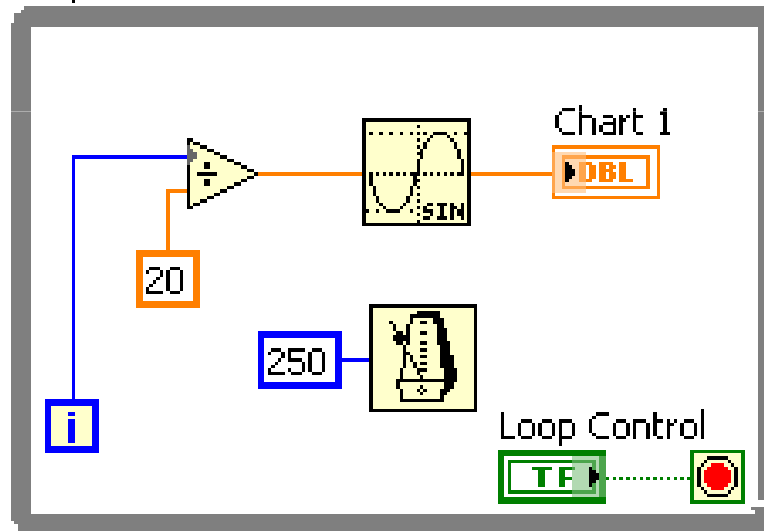 Chart 1
÷
SIN
DBL
20
250
i
Loop Control
TF